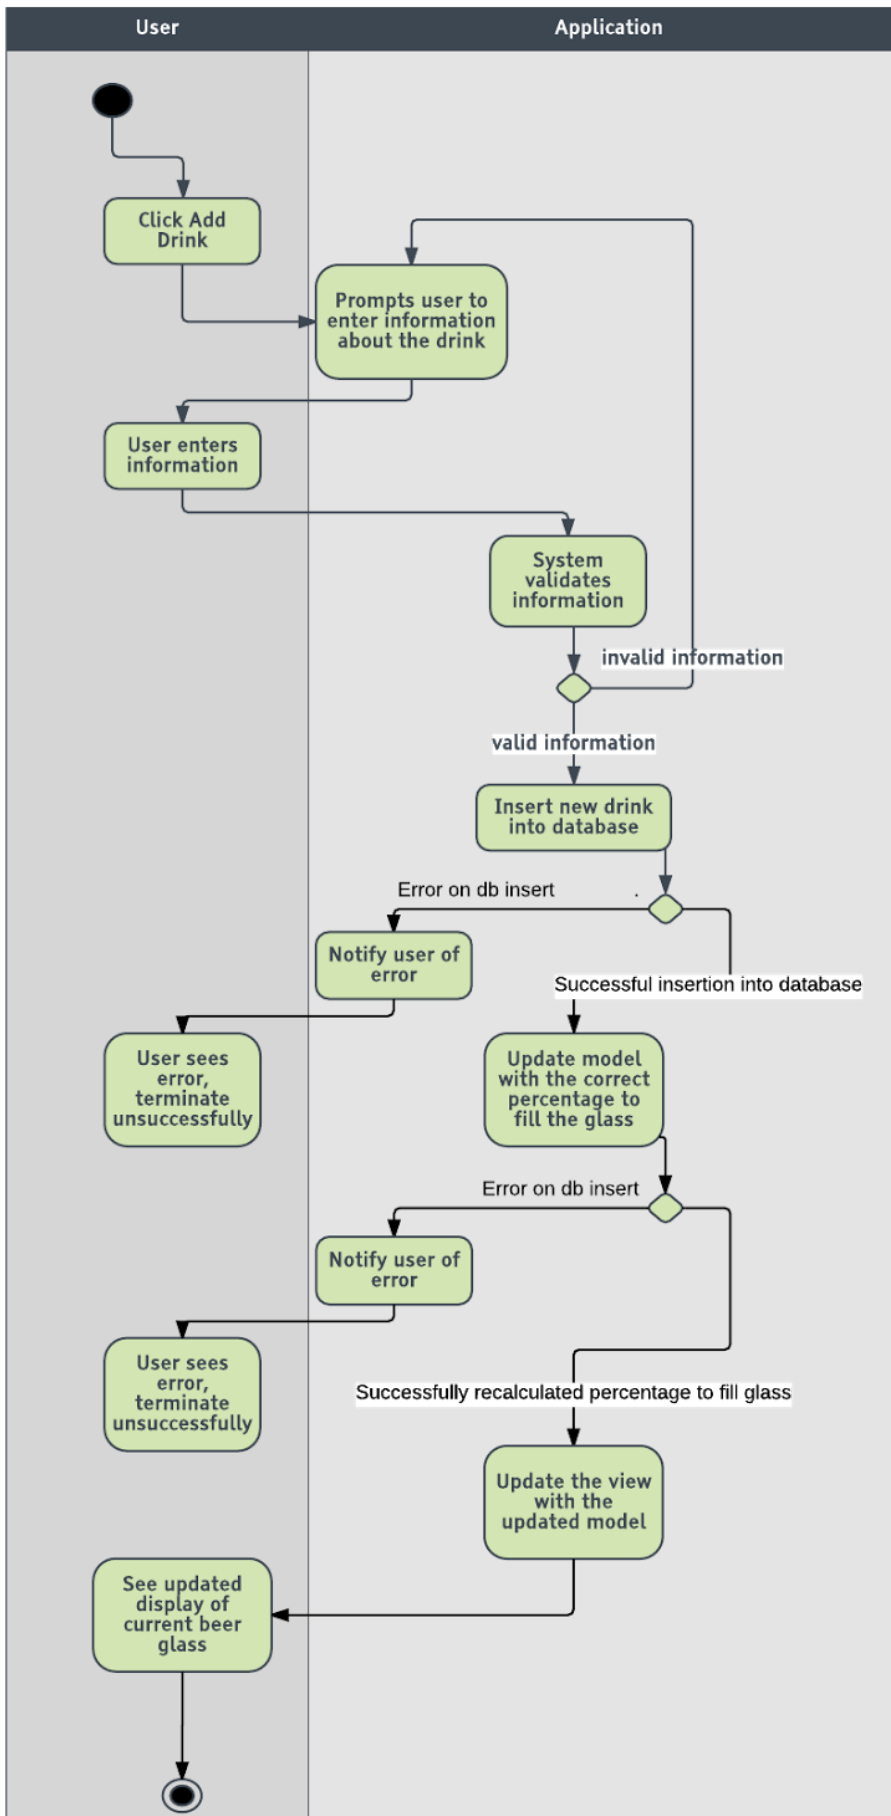 User
Application
Click Add
Drink
Prompts user to
enter information
about the drink
User enters
information
System
validates
information
invalid information
valid information
Insert new drink
into database
Error on db insert
.
Notify user of
error
Successful insertion into database
User sees
error,
terminate
unsuccessfully
Update model
with the correct
percentage to
fill the glass
Error on db insert
Notify user of
error
User sees
error,
terminate
unsuccessfully
Successfully recalculated percentage to fill glass
Update the view
with the
updated model
See updated
display of
current beer
glass